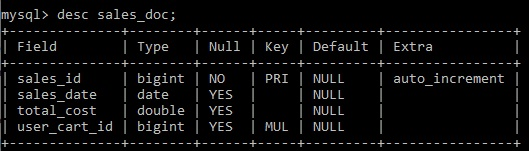 mysql> desc sales_doc;
+--------------+--------+------+-----+---------+----------------+
| Field        | Type   | Null | Key | Default | Extra          |
+--------------+--------+------+-----+---------+----------------+
| sales_id     | bigint | NO   | PRI | NULL    | auto_increment |
| sales_date   | date   | YES  |     | NULL    |                |
| total_cost   | double | YES  |     | NULL    |                |
| user_cart_id | bigint | YES  | MUL | NULL    |                |
+--------------+--------+------+-----+---------+----------------+